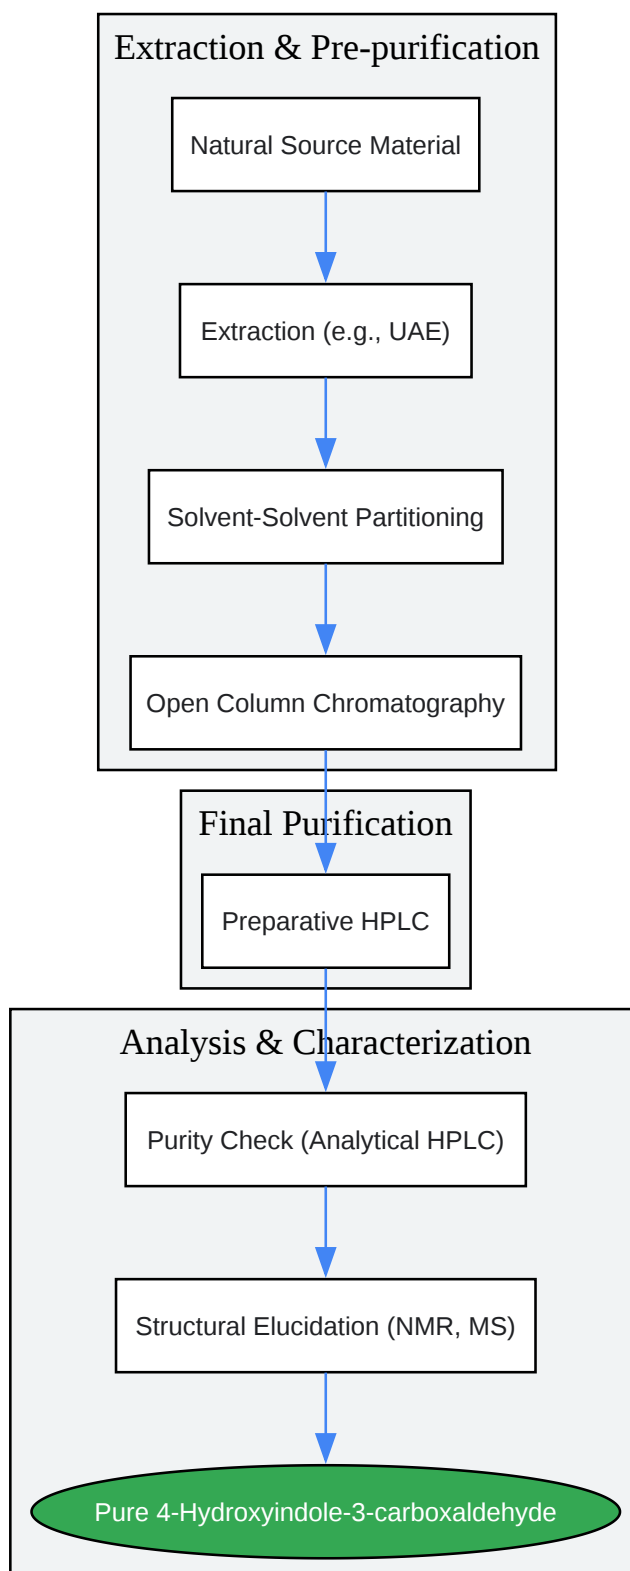 Extraction & Pre-purification
Natural Source Material
Extraction (e.g., UAE)
Solvent-Solvent Partitioning
Open Column Chromatography
Final Purification
Preparative HPLC
Analysis & Characterization
Purity Check (Analytical HPLC)
Structural Elucidation (NMR, MS)
Pure 4-Hydroxyindole-3-carboxaldehyde